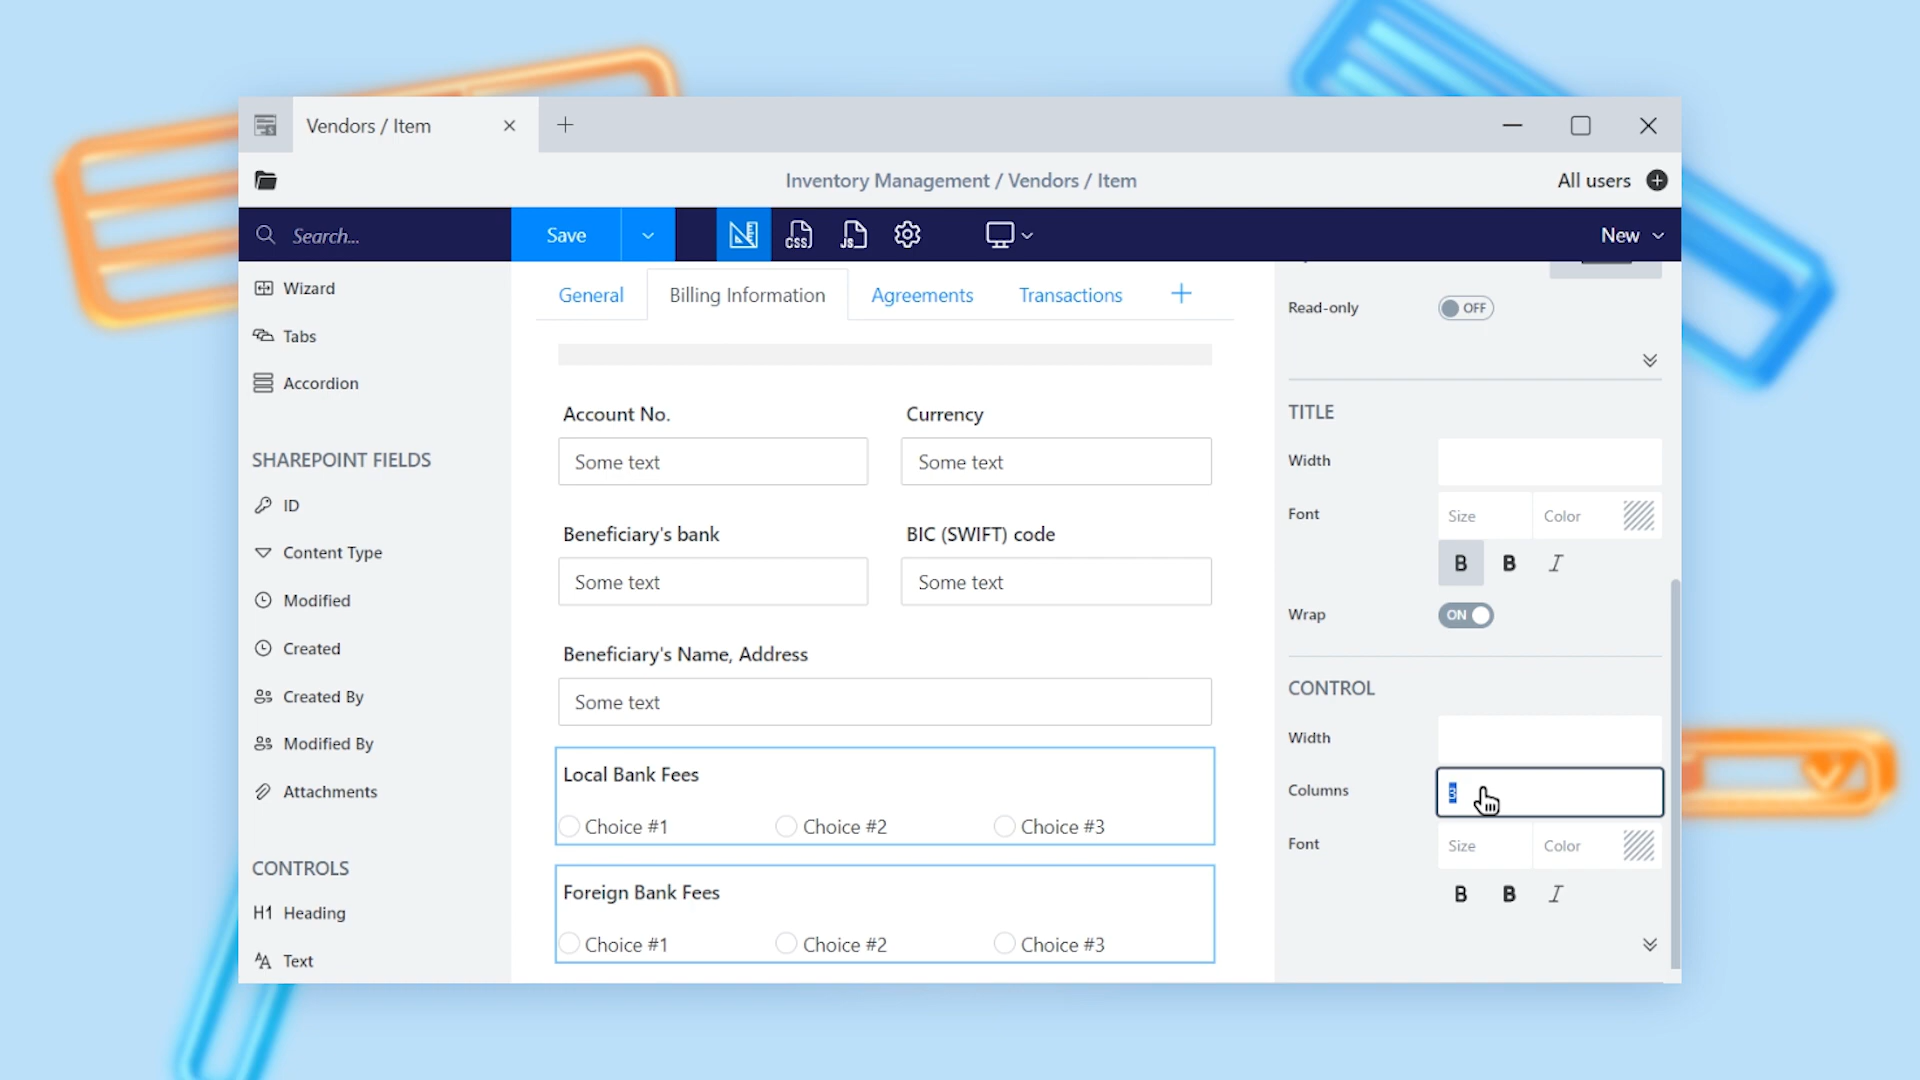 Vendors / Item
Inventory Management / Vendors / Item
All users
Search...
Save
CSS
JS
New
Wizard
Tabs
Accordion
SHAREPOINT FIELDS
ID
Content Type
Modified
Created
Created By
Modified By
Attachments
CONTROLS
H1 Heading
Text
General
Billing Information
Agreements
Transactions
Account No.
Currency
Some text
Some text
Beneficiary's bank
BIC (SWIFT) code
Some text
Some text
Beneficiary's Name, Address
Some text
Local Bank Fees
Choice #1
Choice #2
Choice #3
Foreign Bank Fees
Choice #1
Choice #2
Choice #3
Read-only
OFF
TITLE
Width
Font
Size
Color
B B I
Wrap
ON
CONTROL
Width
Columns
3
Font
Size
Color
B B I